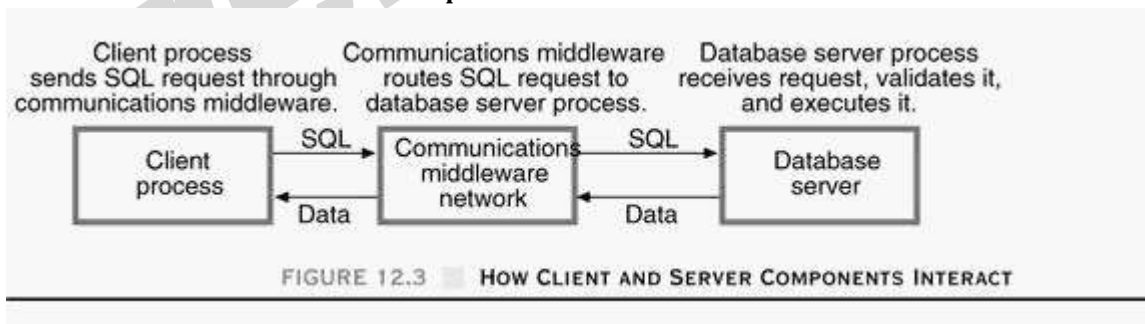 Client process
sends SQL request through
communications middleware.
Communications middleware
routes SQL request to
database server process.
Database server process
receives request, validates it,
and executes it.
Client
process
SQL
Data
Communications
middleware
network
SQL
Data
Database
server
FIGURE 12.3 HOW CLIENT AND SERVER COMPONENTS INTERACT